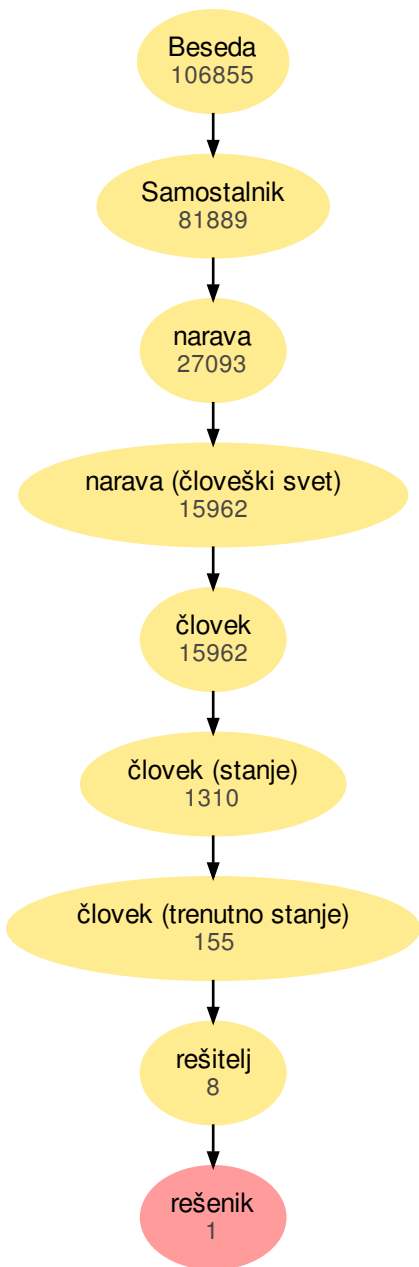 Beseda
106855
Samostalnik
81889
narava
27093
narava (človeški svet)
15962
človek
15962
človek (stanje)
1310
človek (trenutno stanje)
155
rešitelj
8
rešenik
1